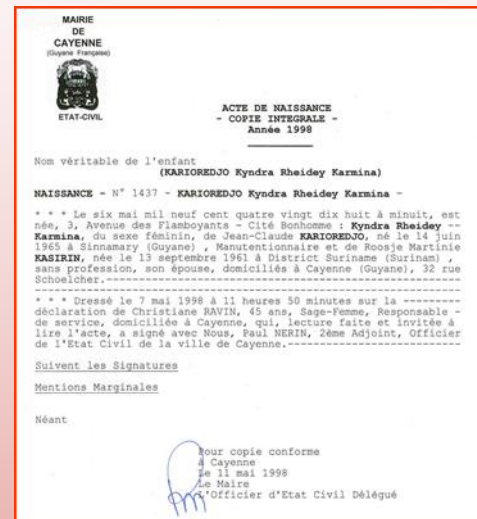 MAIRIE
DE
CAYENNE
(Guyane Française)
ETAT-CIVIL
ACTE DE NAISSANCE
- COPIE INTEGRALE -
Année 1998
Nom véritable de l'enfant
(KARIOREDJO Kyndra Rheidey Karmina)
NAISSANCE - N° 1437 - KARIOREDJO Kyndra Rheidey Karmina -
* * * Le six mai mil neuf cent quatre vingt dix huit à minuit, est
née, 3, Avenue des Flamboyants - Cité Bonhomme : Kyndra Rheidey --
Karmina, du sexe féminin, de Jean-Claude KARIOREDJO, né le 14 juin
1965 à Sinnamary (Guyane) , Manutentionnaire et de Roosje Martinie
KASIRIN, née le 13 septembre 1961 à District Suriname (Surinam) ,
sans profession, son épouse, domiciliés à Cayenne (Guyane), 32 rue
Schoelcher.------------------------------------------------------
* * * Dressé le 7 mai 1998 à 11 heures 50 minutes sur la --------
déclaration de Christiane RAVIN, 45 ans, Sage-Femme, Responsable -
de service, domiciliée à Cayenne, qui, lecture faite et invitée à
lire l'acte, a signé avec Nous, Paul NERIN, 2ème Adjoint, Officier
de l'Etat Civil de la ville de Cayenne.--------------------------
Suivent les Signatures
Mentions Marginales
Néant
Pour copie conforme
à Cayenne
Le 11 mai 1998
Le Maire
L'Officier d'Etat Civil Délégué